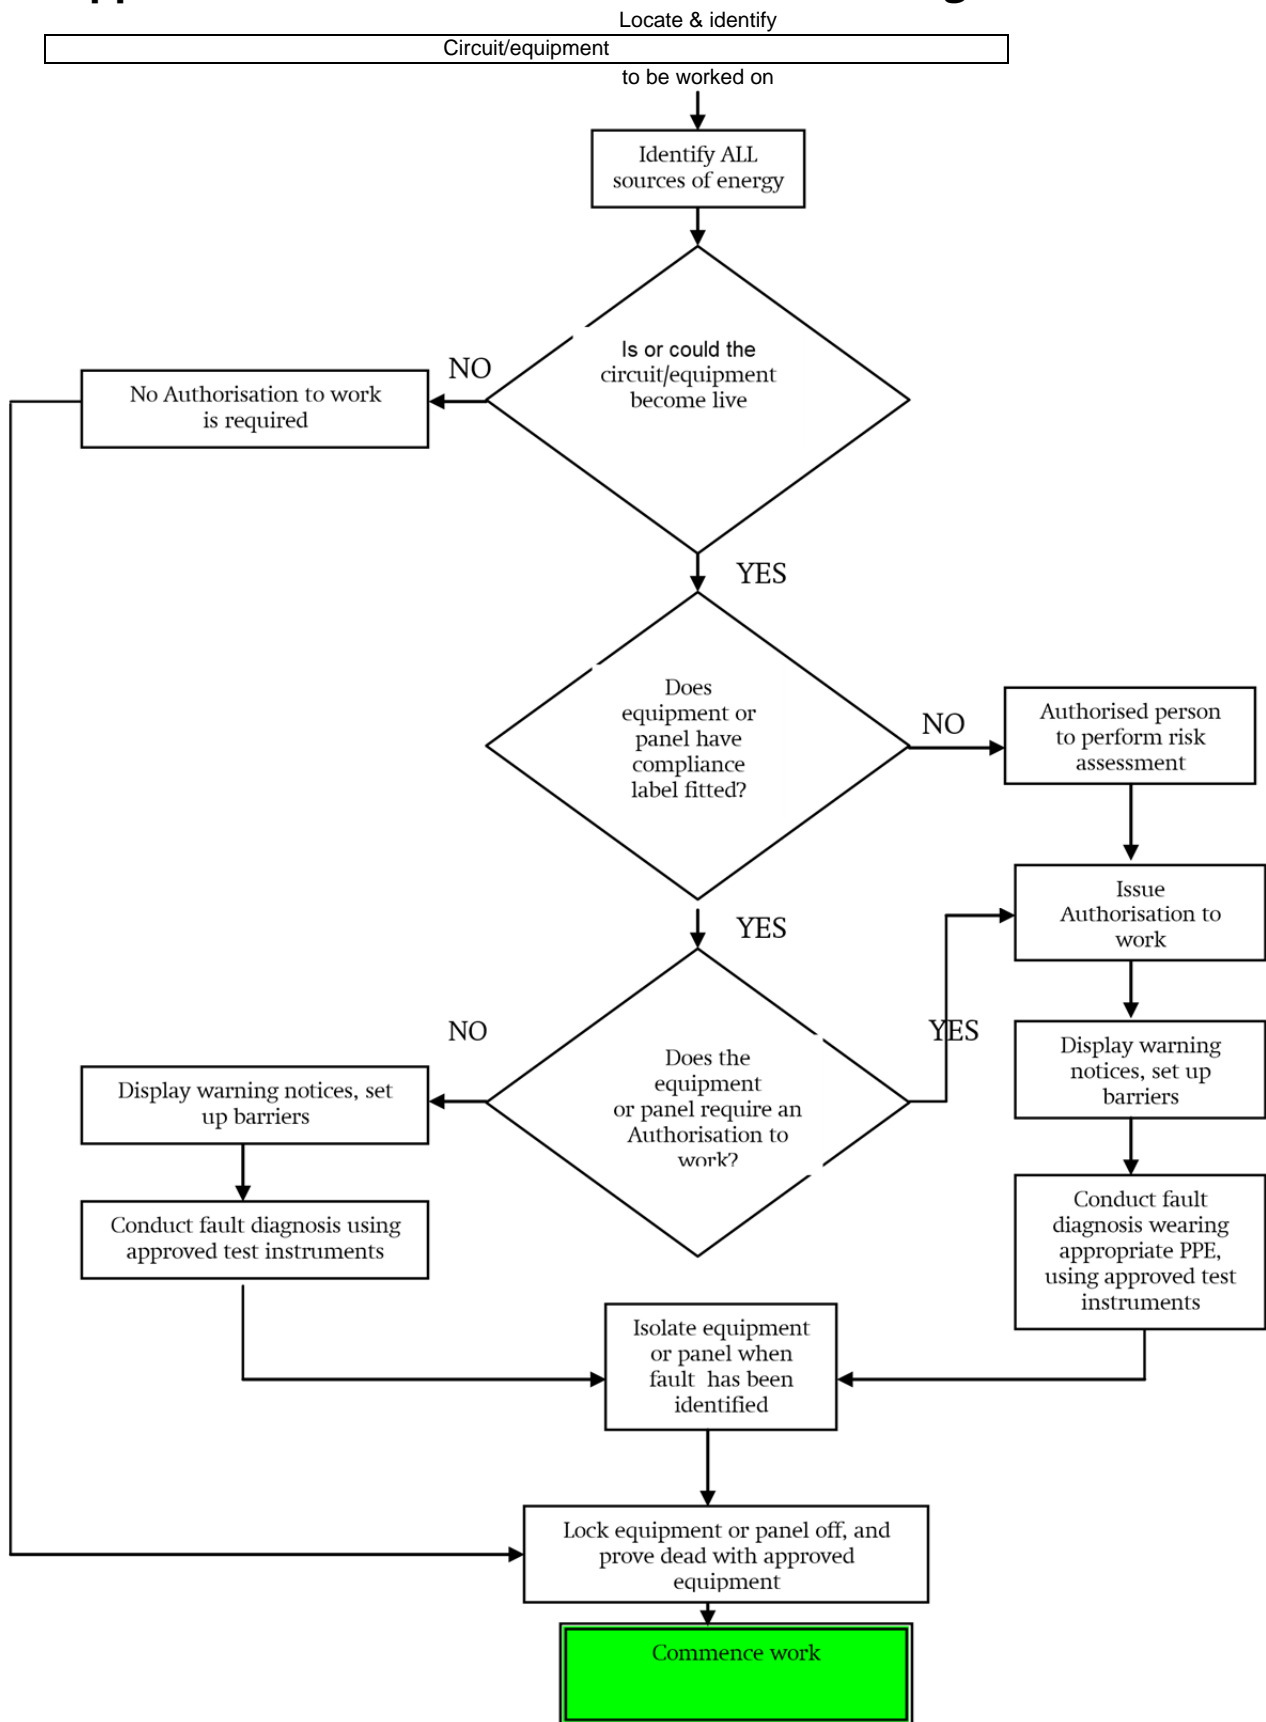 Locate & identify
Circuit/equipment
to be worked on
Identify ALL
sources of energy
Is or could the
circuit/equipment
become live
NO
No Authorisation to work
is required
YES
Does
equipment or
panel have
compliance
label fitted?
NO
Authorised person
to perform risk
assessment
Issue
Authorisation to
work
YES
NO
YES
Does the
equipment
or panel require an
Authorisation to
work?
Display warning
notices, set up
barriers
Display warning notices, set
up barriers
Conduct fault diagnosis using
approved test instruments
Conduct fault
diagnosis wearing
appropriate PPE,
using approved test
instruments
Isolate equipment
or panel when
fault has been
identified
Lock equipment or panel off, and
prove dead with approved
equipment
Commence work